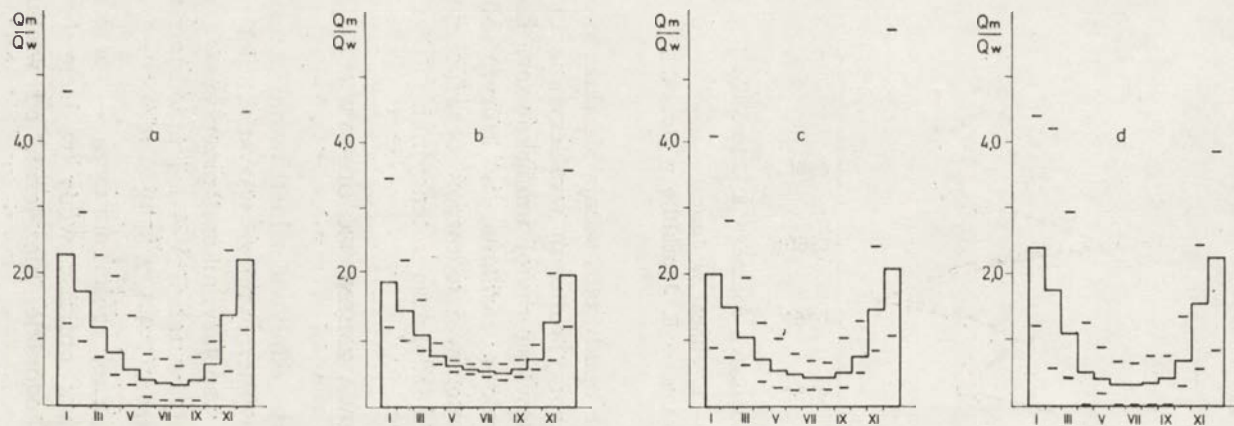 Qm Qm Qm Qm
Qw Qw Qw Qw
a b c d
4,0 4,0 4,0 4,0
2,0 2,0 2,0 2,0
I III V VII IX XI I III V VII IX XI I III V VII IX XI I III V VII IX XI